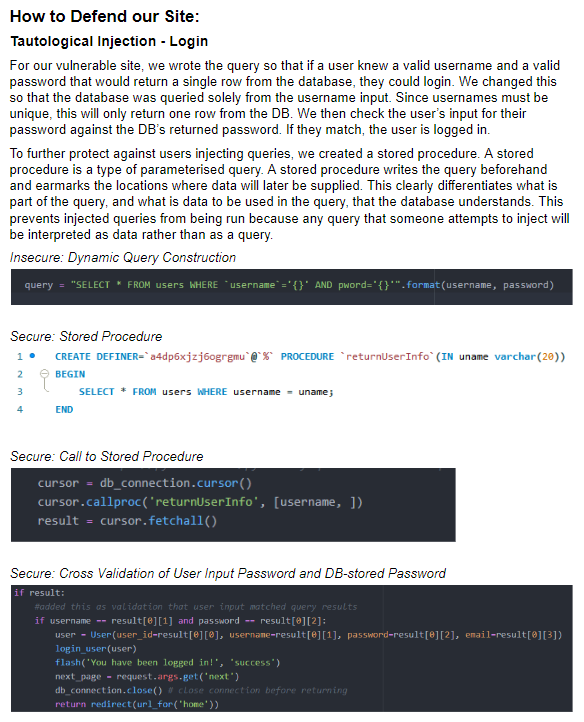 How to Defend our Site:
Tautological Injection - Login
For our vulnerable site, we wrote the query so that if a user knew a valid username and a valid
password that would return a single row from the database, they could login. We changed this
so that the database was queried solely from the username input. Since usernames must be
unique, this will only return one row from the DB. We then check the user's input for their
password against the DB's returned password. If they match, the user is logged in.
To further protect against users injecting queries, we created a stored procedure. A stored
procedure is a type of parameterised query. A stored procedure writes the query beforehand
and earmarks the locations where data will later be supplied. This clearly differentiates what is
part of the query, and what is data to be used in the query, that the database understands. This
prevents injected queries from being run because any query that someone attempts to inject will
be interpreted as data rather than as a query.
Insecure: Dynamic Query Construction
query = "SELECT * FROM users WHERE `username`='{}' AND pword='{}'".format(username, password)
Secure: Stored Procedure
1 CREATE DEFINER=`a4dp6xjzj6ogrgmu`@`%` PROCEDURE `returnUserInfo`(IN uname varchar(20))
2 BEGIN
3 SELECT * FROM users WHERE username = uname;
4 END
Secure: Call to Stored Procedure
cursor = db_connection.cursor()
cursor.callproc('returnUserInfo', [username, ])
result = cursor.fetchall()
Secure: Cross Validation of User Input Password and DB-stored Password
if result:
#added this as validation that user input matched query results
if username == result[0][1] and password == result[0][2]:
user = User(user_id=result[0][0], username=result[0][1], password=result[0][2], email=result[0][3])
login_user(user)
flash('You have been logged in!', 'success')
next_page = request.args.get('next')
db_connection.close() # close connection before returning
return redirect(url_for('home'))